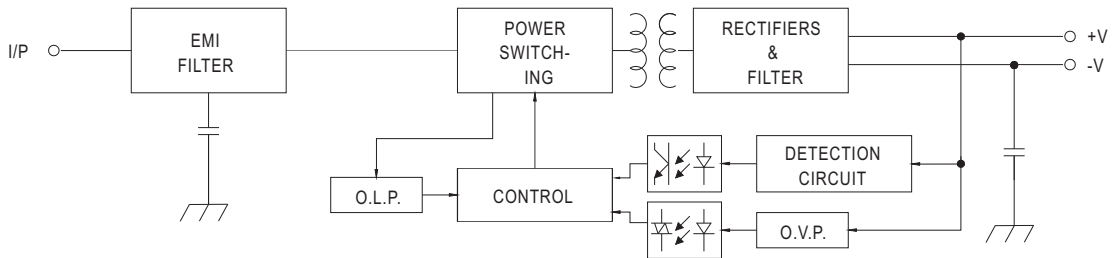 I/P
EMI
FILTER
POWER
SWITCH-
ING
RECTIFIERS
&
FILTER
+V
-V
O.L.P.
CONTROL
DETECTION
CIRCUIT
O.V.P.